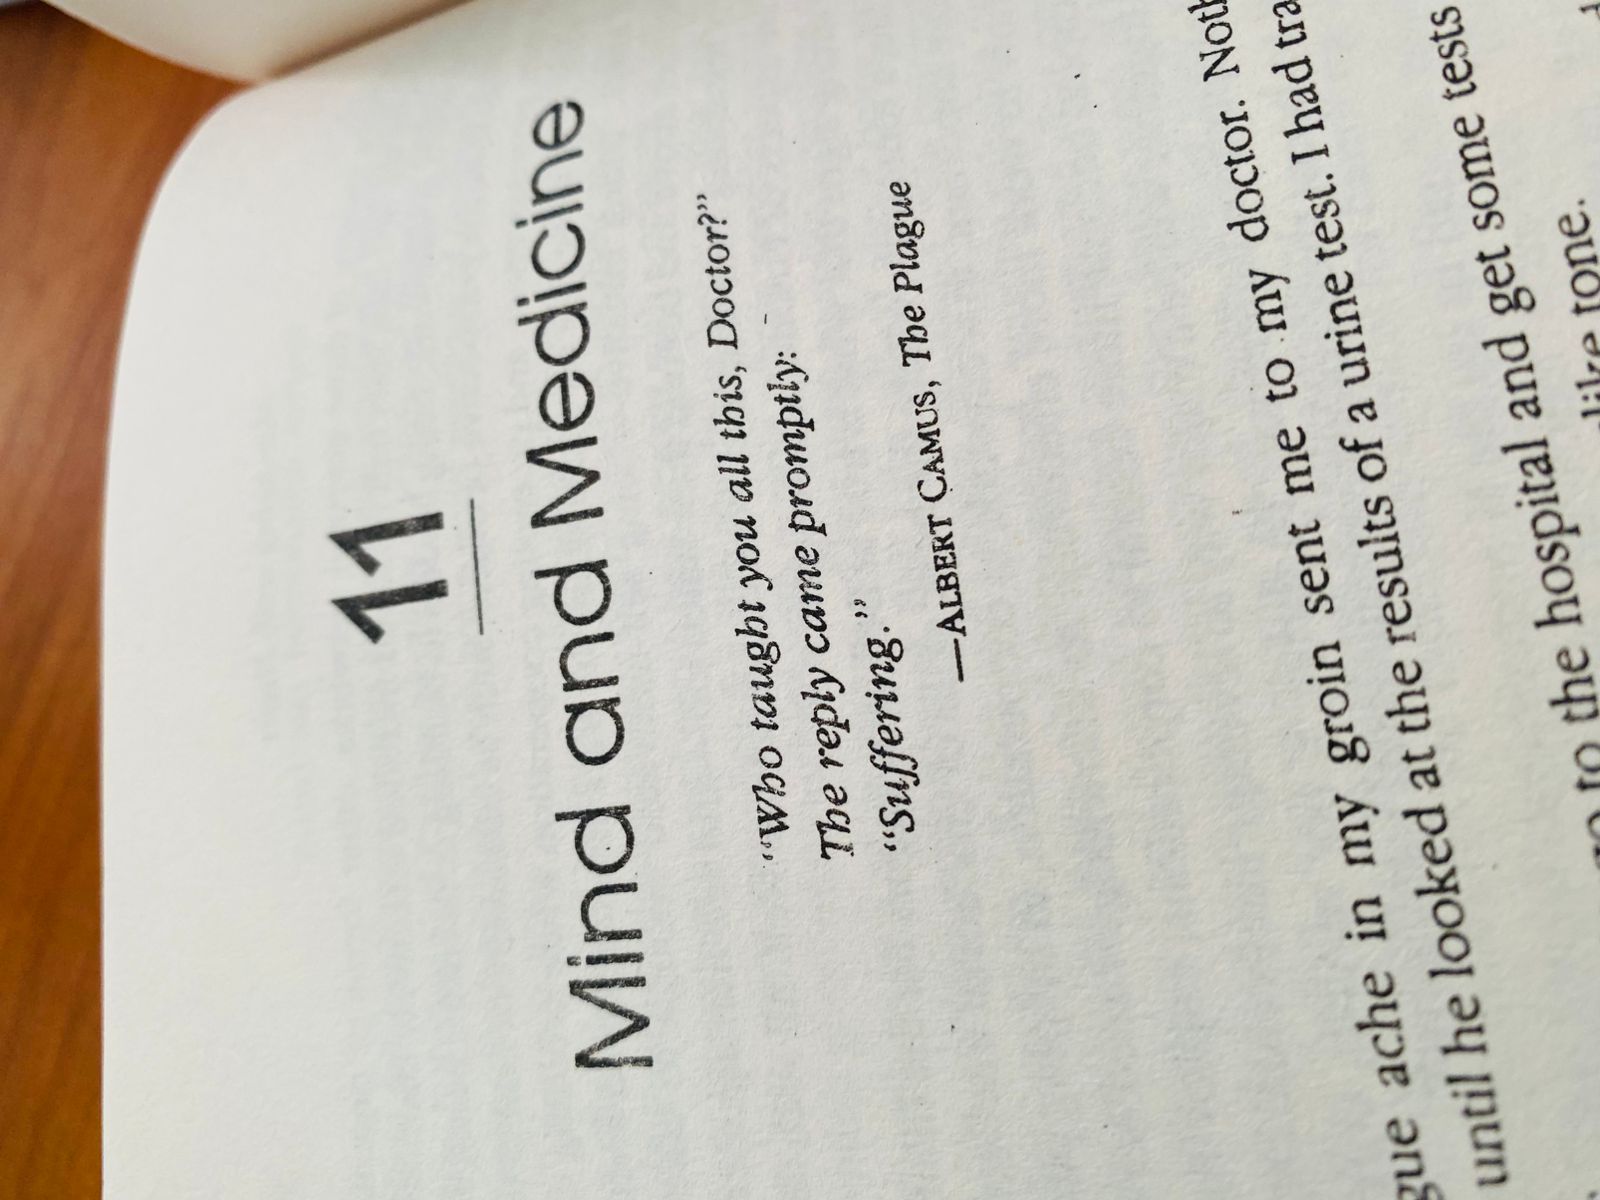 11
Mind and Medicine
“Who taught you all this, Doctor?”
The reply came promptly:
“Suffering.”
—ALBERT CAMUS, The Plague
ache in my groin sent me to my doctor.
until he looked at the results of a urine test. I had
to the hospital and get some tests
tone.